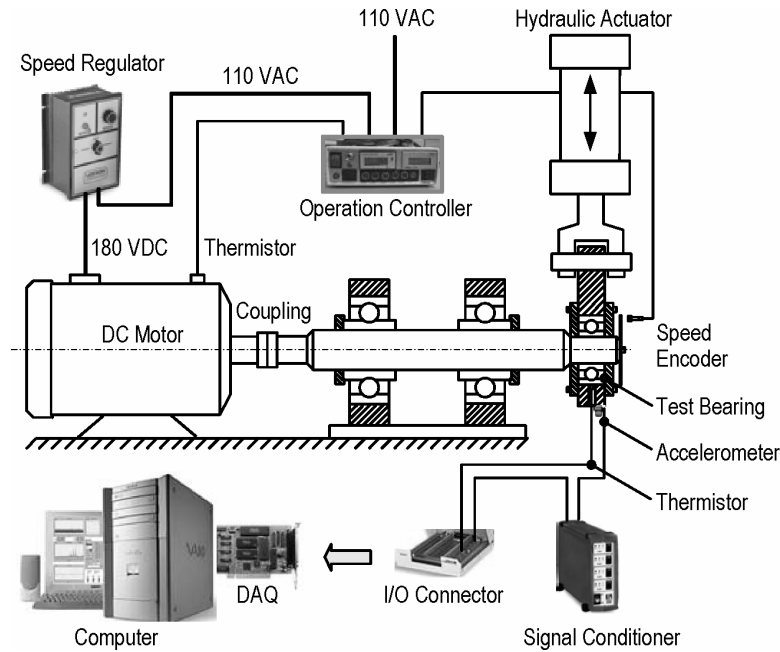 110 VAC
Hydraulic Actuator
Speed Regulator
110 VAC
Operation Controller
180 VDC
Thermistor
Coupling
DC Motor
Speed
Encoder
Test Bearing
Accelerometer
Thermistor
VAIO
DAQ
I/O Connector
Computer
Signal Conditioner